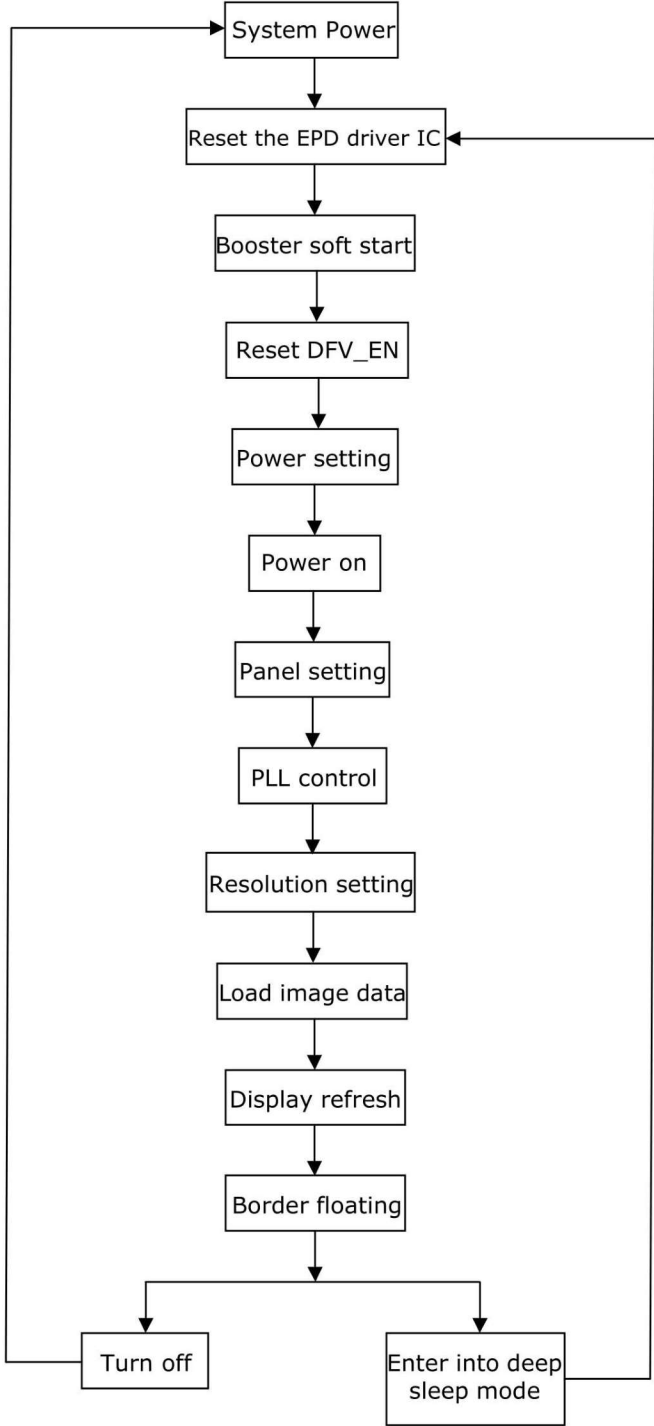 System Power
Reset the EPD driver IC
Booster soft start
Reset DFV_EN
Power setting
Power on
Panel setting
PLL control
Resolution setting
Load image data
Display refresh
Border floating
Turn off
Enter into deep
sleep mode